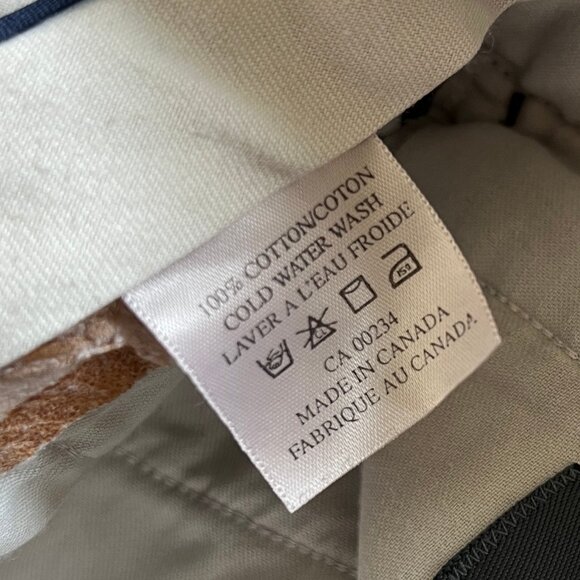 100% COTTON/COTON
COLD WATER WASH
LAVER A L'EAU FROIDE
CA 00234
MADE IN CANADA
FABRIQUE AU CANADA